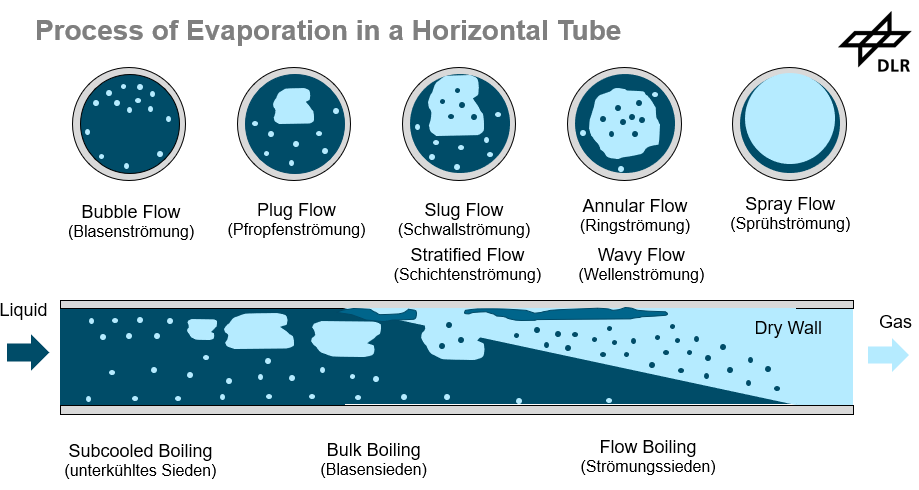 Process of Evaporation in a Horizontal Tube
DLR
Bubble Flow
(Blasenströmung)
Plug Flow
(Pfropfenströmung)
Slug Flow
(Schwallströmung)
Stratified Flow
(Schichtenströmung)
Annular Flow
(Ringströmung)
Wavy Flow
(Wellenströmung)
Spray Flow
(Sprühströmung)
Liquid
Dry Wall
Gas
Subcooled Boiling
(unterkühltes Sieden)
Bulk Boiling
(Blasensieden)
Flow Boiling
(Strömungssieden)